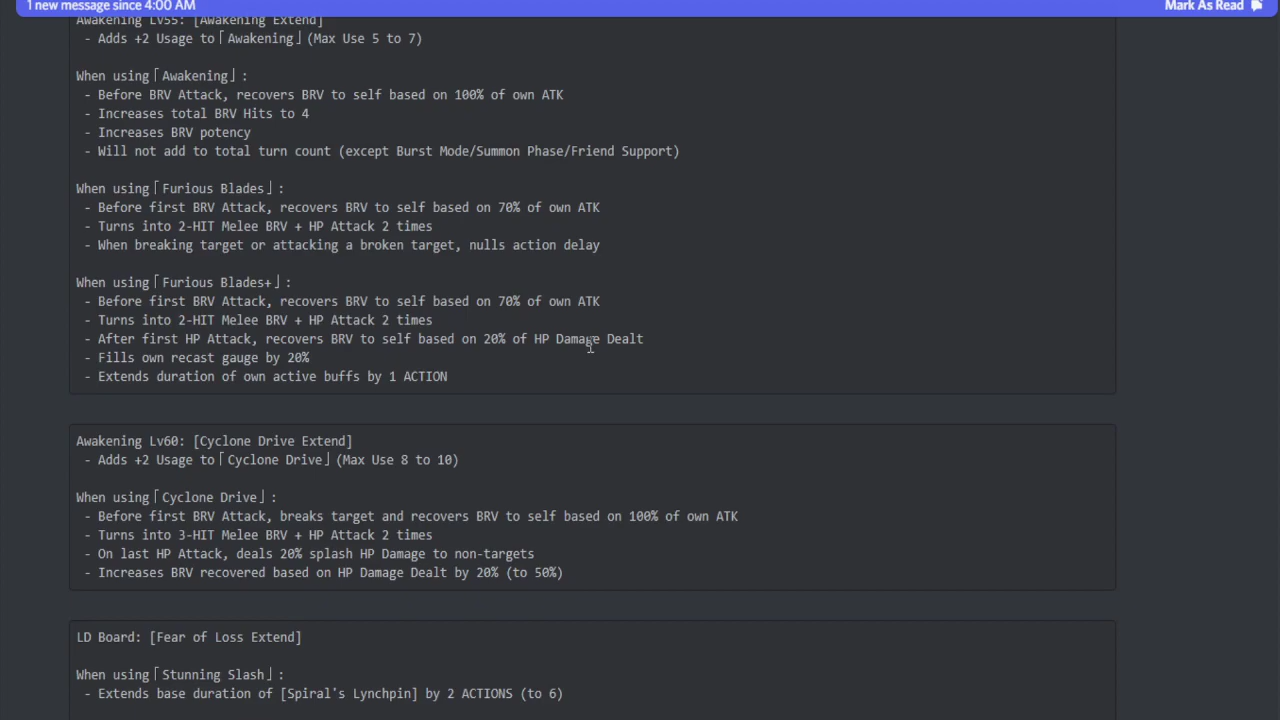 1 new message since 4:00 AM
Mark As Read
Awakening Lv55: [Awakening Extend]
- Adds +2 Usage to「Awakening」(Max Use 5 to 7)
When using「Awakening」:
- Before BRV Attack, recovers BRV to self based on 100% of own ATK
- Increases total BRV Hits to 4
- Increases BRV potency
- Will not add to total turn count (except Burst Mode/Summon Phase/Friend Support)
When using「Furious Blades」:
- Before first BRV Attack, recovers BRV to self based on 70% of own ATK
- Turns into 2-HIT Melee BRV + HP Attack 2 times
- When breaking target or attacking a broken target, nulls action delay
When using「Furious Blades+」:
- Before first BRV Attack, recovers BRV to self based on 70% of own ATK
- Turns into 2-HIT Melee BRV + HP Attack 2 times
- After first HP Attack, recovers BRV to self based on 20% of HP Damage Dealt
- Fills own recast gauge by 20%
- Extends duration of own active buffs by 1 ACTION
Awakening Lv60: [Cyclone Drive Extend]
- Adds +2 Usage to「Cyclone Drive」(Max Use 8 to 10)
When using「Cyclone Drive」:
- Before first BRV Attack, breaks target and recovers BRV to self based on 100% of own ATK
- Turns into 3-HIT Melee BRV + HP Attack 2 times
- On last HP Attack, deals 20% splash HP Damage to non-targets
- Increases BRV recovered based on HP Damage Dealt by 20% (to 50%)
LD Board: [Fear of Loss Extend]
When using「Stunning Slash」:
- Extends base duration of [Spiral's Lynchpin] by 2 ACTIONS (to 6)